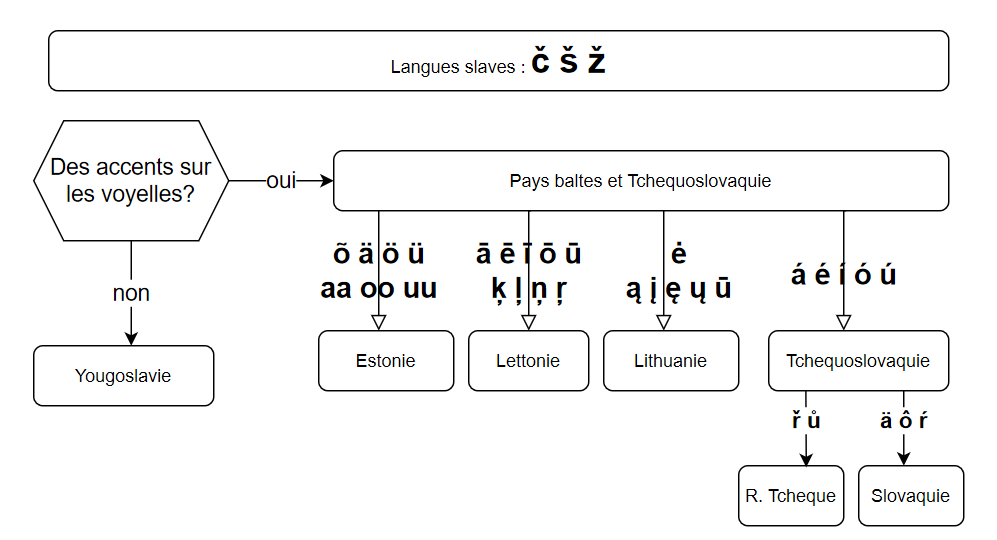 Langues slaves : č š ž
Des accents sur
les voyelles?
oui
Pays baltes et Tchequoslovaquie
non
Yougoslavie
õ ä ö ü
aa oo uu
Estonie
ā ē ī ō ū
ķ ļ ņ ŗ
Lettonie
ė
ą į ę ų ū
Lithuanie
á é í ó ú
Tchequoslovaquie
ř ů
R. Tcheque
ä ô ŕ
Slovaquie